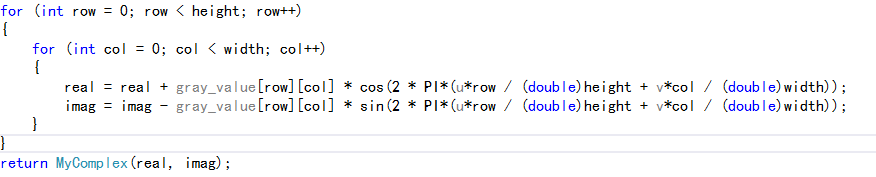 for (int row = 0; row < height; row++)
{
    for (int col = 0; col < width; col++)
    {
        real = real + gray_value[row][col] * cos(2 * PI*(u*row / (double)height + v*col / (double)width));
        imag = imag - gray_value[row][col] * sin(2 * PI*(u*row / (double)height + v*col / (double)width));
    }
}
return MyComplex(real, imag);